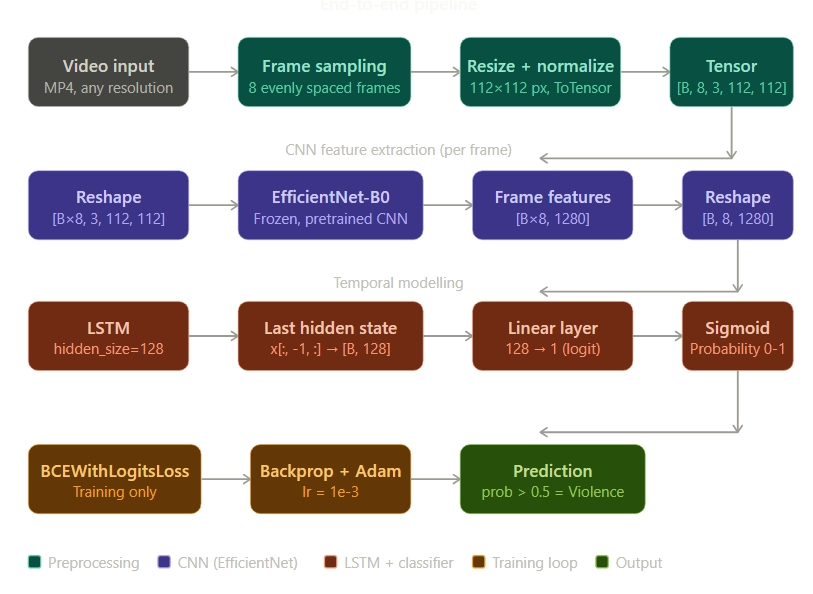 End-to-end pipeline
Video input
MP4, any resolution
Frame sampling
8 evenly spaced frames
Resize + normalize
112×112 px, ToTensor
Tensor
[B, 8, 3, 112, 112]
CNN feature extraction (per frame)
Reshape
[B×8, 3, 112, 112]
EfficientNet-B0
Frozen, pretrained CNN
Frame features
[B×8, 1280]
Reshape
[B, 8, 1280]
Temporal modelling
LSTM
hidden_size=128
Last hidden state
x[:, -1, :] → [B, 128]
Linear layer
128 → 1 (logit)
Sigmoid
Probability 0-1
BCEWithLogitsLoss
Training only
Backprop + Adam
lr = 1e-3
Prediction
prob > 0.5 = Violence
Preprocessing
CNN (EfficientNet)
LSTM + classifier
Training loop
Output